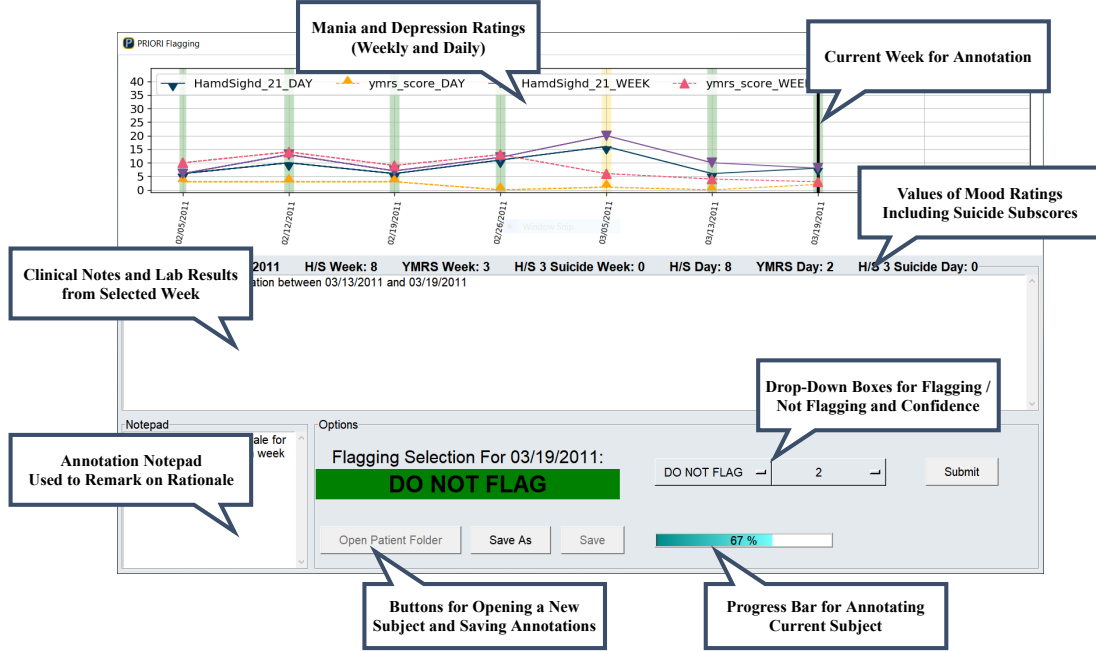 Mania and Depression Ratings
(Weekly and Daily)
Current Week for Annotation
PRIORI Flagging
HamdSighd_21_DAY
ymrs_score_DAY
HamdSighd_21_WEEK
ymrs_score_WEE
40
35
30
25
20
15
10
5
0
02/05/2011
02/12/2011
02/19/2011
02/26/2011
03/05/2011
03/13/2011
03/19/2011
Window Snip
Values of Mood Ratings
Including Suicide Subscores
Clinical Notes and Lab Results
from Selected Week
2011 H/S Week: 8 YMRS Week: 3 H/S 3 Suicide Week: 0 H/S Day: 8 YMRS Day: 2 H/S 3 Suicide Day: 0
ation between 03/13/2011 and 03/19/2011
Drop-Down Boxes for Flagging /
Not Flagging and Confidence
Notepad
ale for
week
Annotation Notepad
Used to Remark on Rationale
Options
Flagging Selection For 03/19/2011:
DO NOT FLAG
DO NOT FLAG
2
Submit
Open Patient Folder
Save As
Save
67 %
Buttons for Opening a New
Subject and Saving Annotations
Progress Bar for Annotating
Current Subject